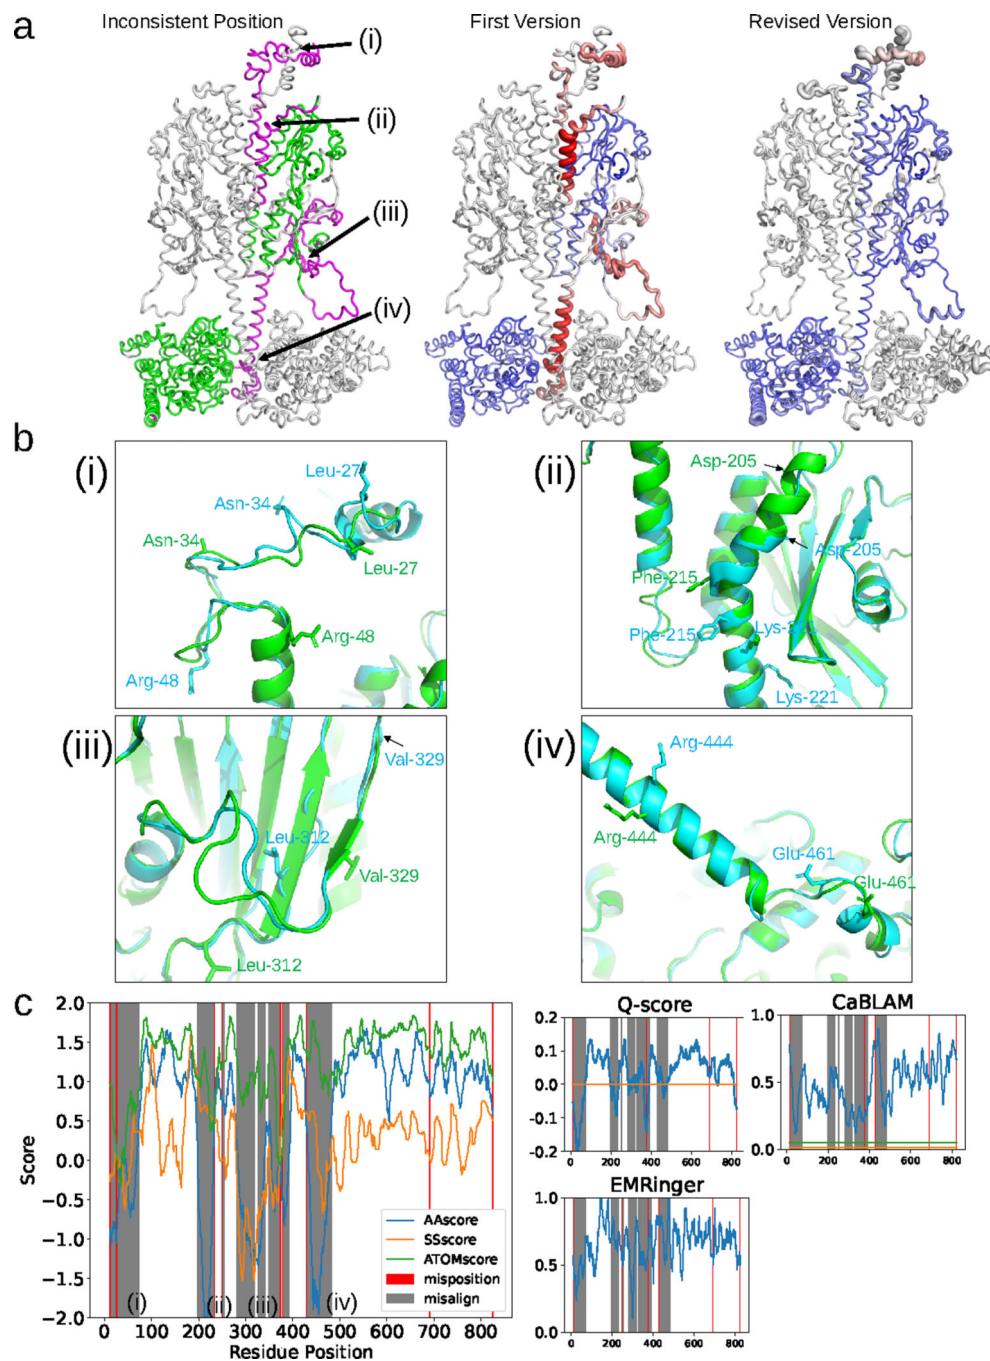 a
Inconsistent Position
First Version
Revised Version
(i)
(ii)
(iii)
(iv)
b
(i)
Leu-27
Asn-34
Asn-34
Leu-27
Arg-48
Arg-48
(ii)
Asp-205
Asp-205
Phe-215
Phe-215
Lys-221
(iii)
Val-329
Leu-312
Val-329
Leu-312
(iv)
Arg-444
Arg-444
Glu-461
Glu-461
c
Score
2.0
1.5
1.0
0.5
0.0
-0.5
-1.0
-1.5
-2.0
AAscore
SSscore
ATOMscore
misposition
misalign
(i) (ii) (iii) (iv)
0 100 200 300 400 500 600 700 800
Residue Position
Q-score
0.2
0.1
0.0
-0.1
-0.2
0 200 400 600 800
CaBLAM
1.0
0.5
0.0
0 200 400 600 800
EMRinger
1.0
0.5
0.0
0 200 400 600 800